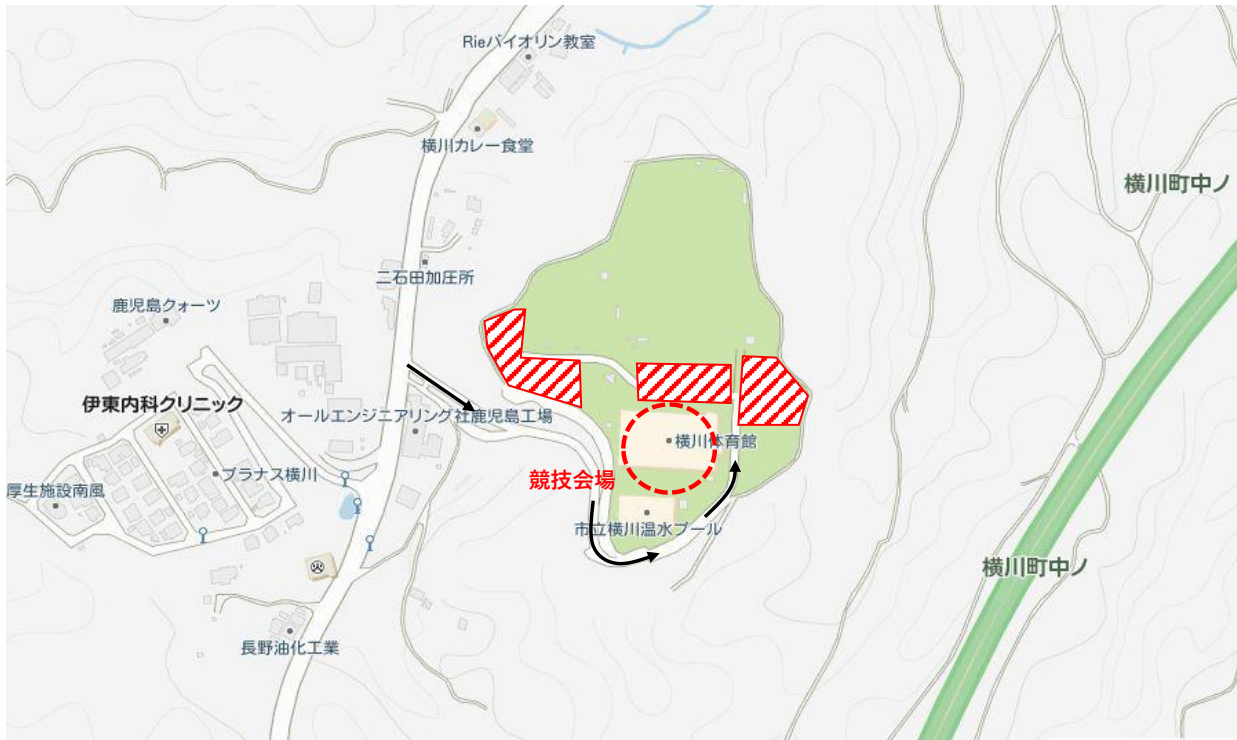 Rieバイオリン教室
横川カレー食堂
横川町中ノ
二石田加圧所
鹿児島クォーツ
伊東内科クリニック
オールエンジニアリング社鹿児島工場
横川体育館
プラナス横川
競技会場
厚生施設南風
市立横川温水プール
横川町中ノ
長野油化工業